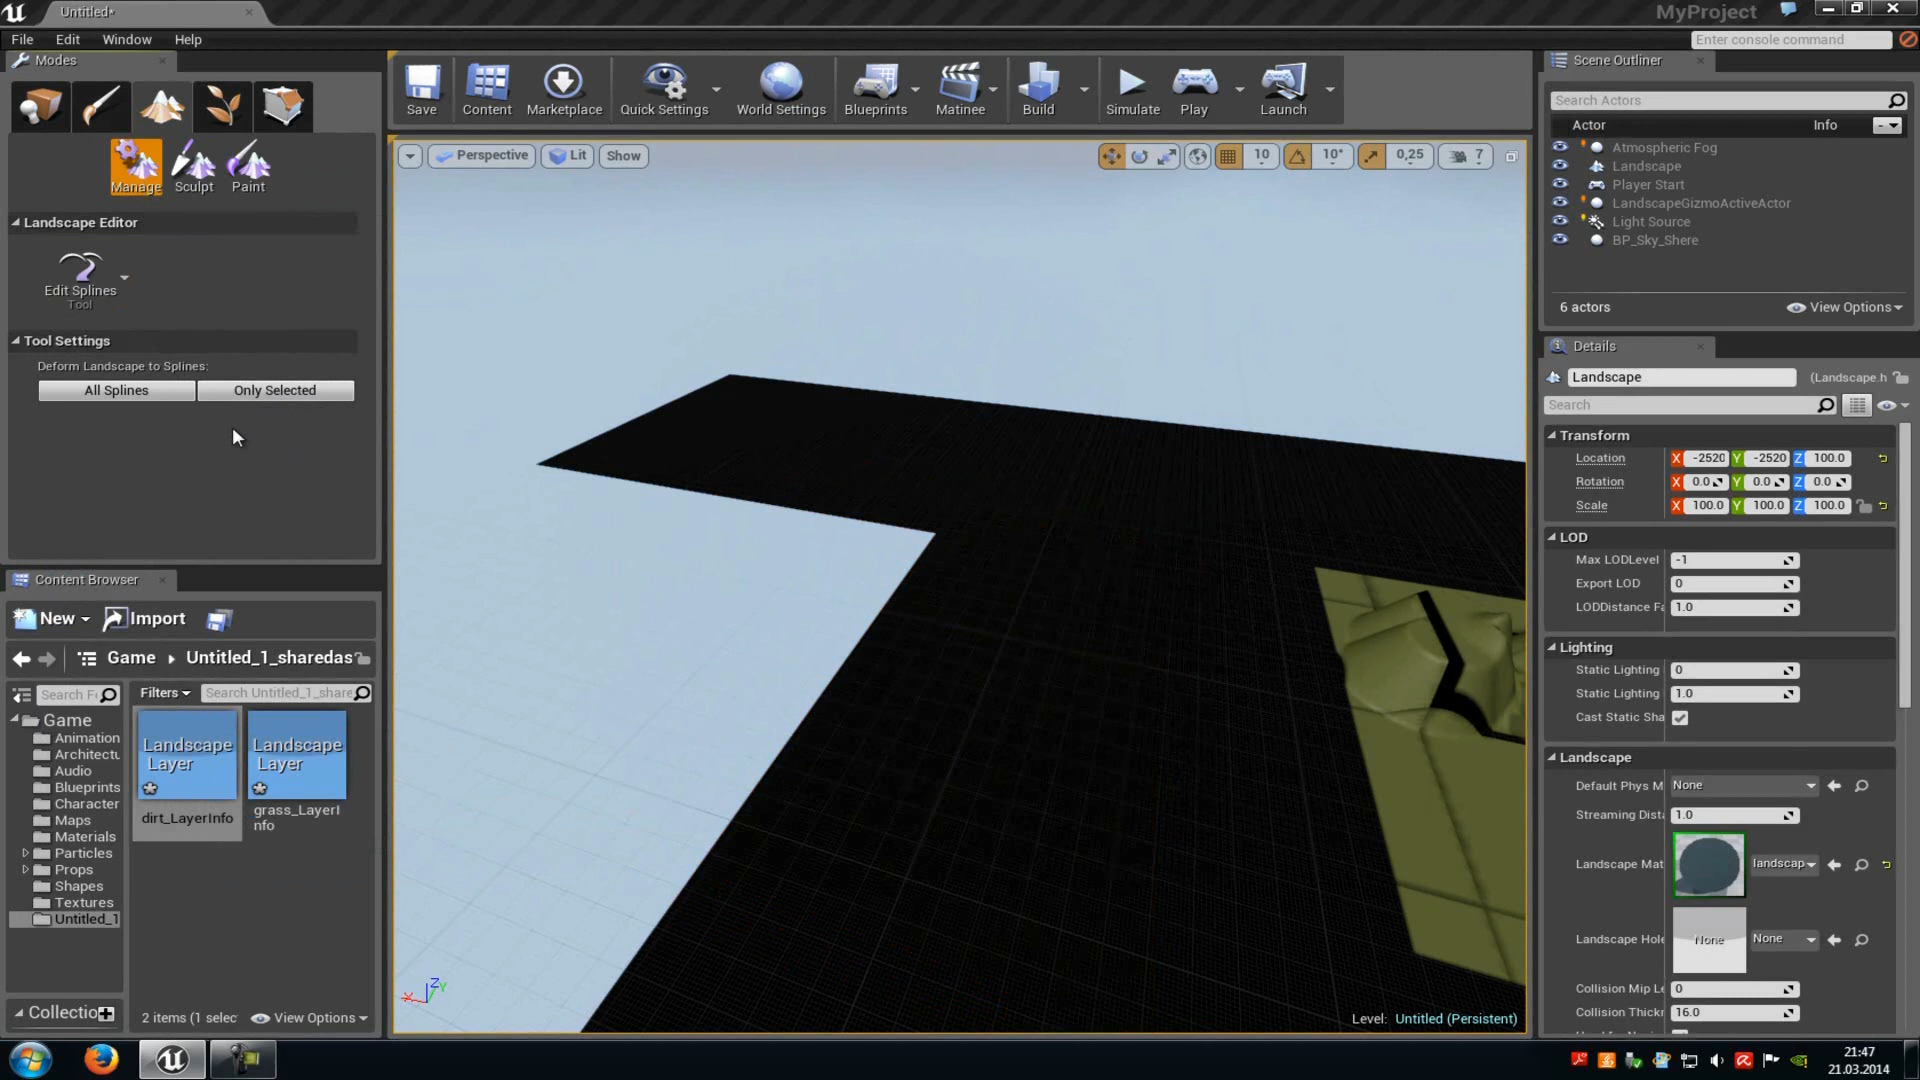 Untitled*
MyProject
File Edit Window Help
Enter console command
Modes
Save Content Marketplace Quick Settings World Settings Blueprints Matinee Build Simulate Play Launch
Manage Sculpt Paint
Landscape Editor
Edit Splines
Tool
Tool Settings
Deform Landscape to Splines:
All Splines Only Selected
Perspective Lit Show
10 10° 0,25 7
Level: Untitled (Persistent)
Content Browser
New Import
Game Untitled_1_sharedas
Filters Search Untitled_1_share
Game
Animation
Architectu
Audio
Blueprints
Character
Maps
Materials
Particles
Props
Shapes
Textures
Untitled_1
Landscape
Layer
Landscape
Layer
dirt_LayerInfo
grass_LayerI
nfo
Collectio
2 items (1 selec View Options
Scene Outliner
Search Actors
Actor Info
Atmospheric Fog
Landscape
Player Start
LandscapeGizmoActiveActor
Light Source
BP_Sky_Shere
6 actors View Options
Details
Landscape (Landscape.h
Search
Transform
Location X -2520 Y -2520 Z 100.0
Rotation X 0.0 Y 0.0 Z 0.0
Scale X 100.0 Y 100.0 Z 100.0
LOD
Max LODLevel -1
Export LOD 0
LODDistance Fa 1.0
Lighting
Static Lighting 0
Static Lighting 1.0
Cast Static Sha
Landscape
Default Phys M None
Streaming Dista 1.0
Landscape Mat landscap
Landscape Hole None None
Collision Mip Le 0
Collision Thickn 16.0
21:47
21.03.2014